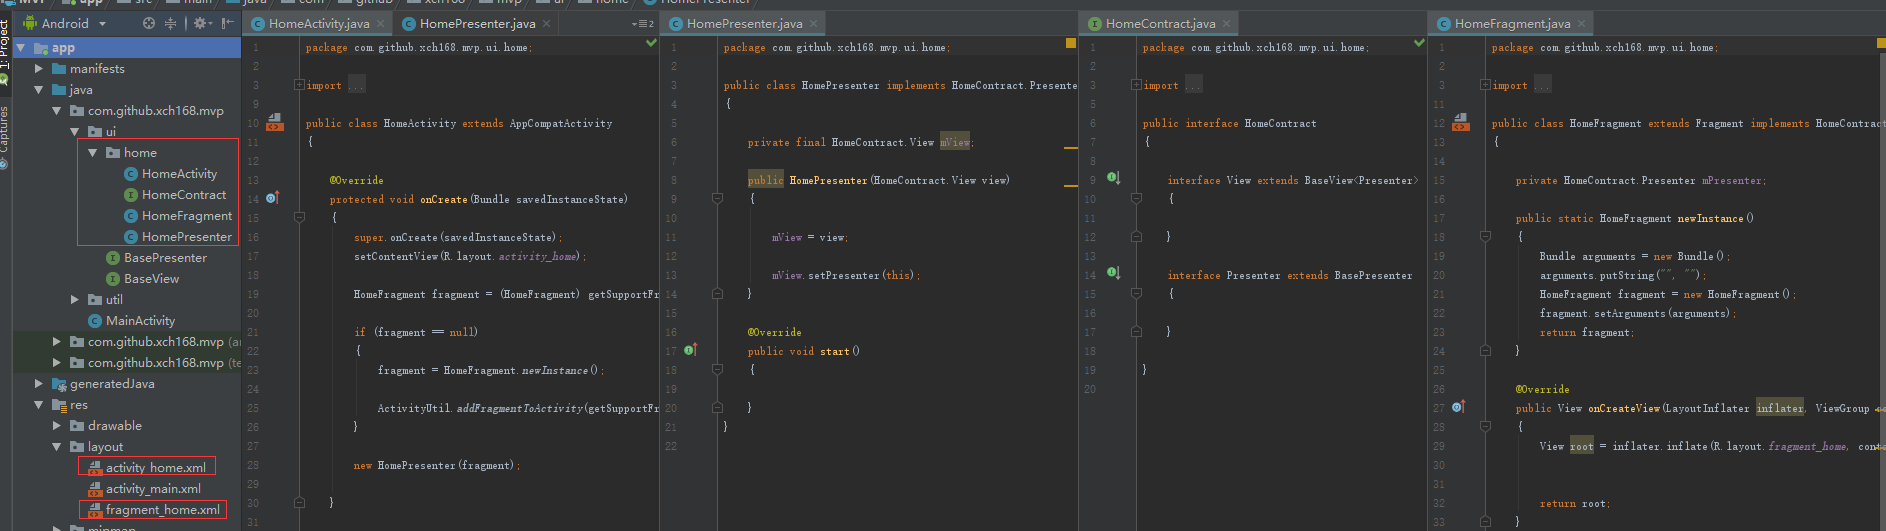 MVP app src main java com github xch168 mvp ui home HomePresenter
Android
1: Project
Captures
app
manifests
java
com.github.xch168.mvp
ui
home
HomeActivity
HomeContract
HomeFragment
HomePresenter
BasePresenter
BaseView
util
MainActivity
com.github.xch168.mvp (an
com.github.xch168.mvp (te
generatedJava
res
drawable
layout
activity_home.xml
activity_main.xml
fragment_home.xml
mipmap
HomeActivity.java
HomePresenter.java
2
1 package com.github.xch168.mvp.ui.home;
2
3 import ...
9
10 public class HomeActivity extends AppCompatActivity
11 {
12
13 @Override
14 protected void onCreate(Bundle savedInstanceState)
15 {
16 super.onCreate(savedInstanceState);
17 setContentView(R.layout.activity_home);
18
19 HomeFragment fragment = (HomeFragment) getSupportFr
20
21 if (fragment == null)
22 {
23 fragment = HomeFragment.newInstance();
24
25 ActivityUtil.addFragmentToActivity(getSupportFr
26 }
27
28 new HomePresenter(fragment);
29
30 }
31
HomePresenter.java
1 package com.github.xch168.mvp.ui.home;
2
3 public class HomePresenter implements HomeContract.Presente
4 {
5
6 private final HomeContract.View mView;
7
8 public HomePresenter(HomeContract.View view)
9 {
10
11 mView = view;
12
13 mView.setPresenter(this);
14 }
15
16 @Override
17 public void start()
18 {
19
20 }
21 }
22
HomeContract.java
1 package com.github.xch168.mvp.ui.home;
2
3 import ...
6 public interface HomeContract
7 {
8
9 interface View extends BaseView<Presenter>
10 {
11
12 }
13
14 interface Presenter extends BasePresenter
15 {
16
17 }
18
19 }
20
HomeFragment.java
1 package com.github.xch168.mvp.ui.home;
2
3 import ...
11
12 public class HomeFragment extends Fragment implements HomeContract
13 {
14
15 private HomeContract.Presenter mPresenter;
16
17 public static HomeFragment newInstance()
18 {
19 Bundle arguments = new Bundle();
20 arguments.putString("", "");
21 HomeFragment fragment = new HomeFragment();
22 fragment.setArguments(arguments);
23 return fragment;
24 }
25
26 @Override
27 public View onCreateView(LayoutInflater inflater, ViewGroup co
28 {
29 View root = inflater.inflate(R.layout.fragment_home, conta
30
31
32 return root;
33 }